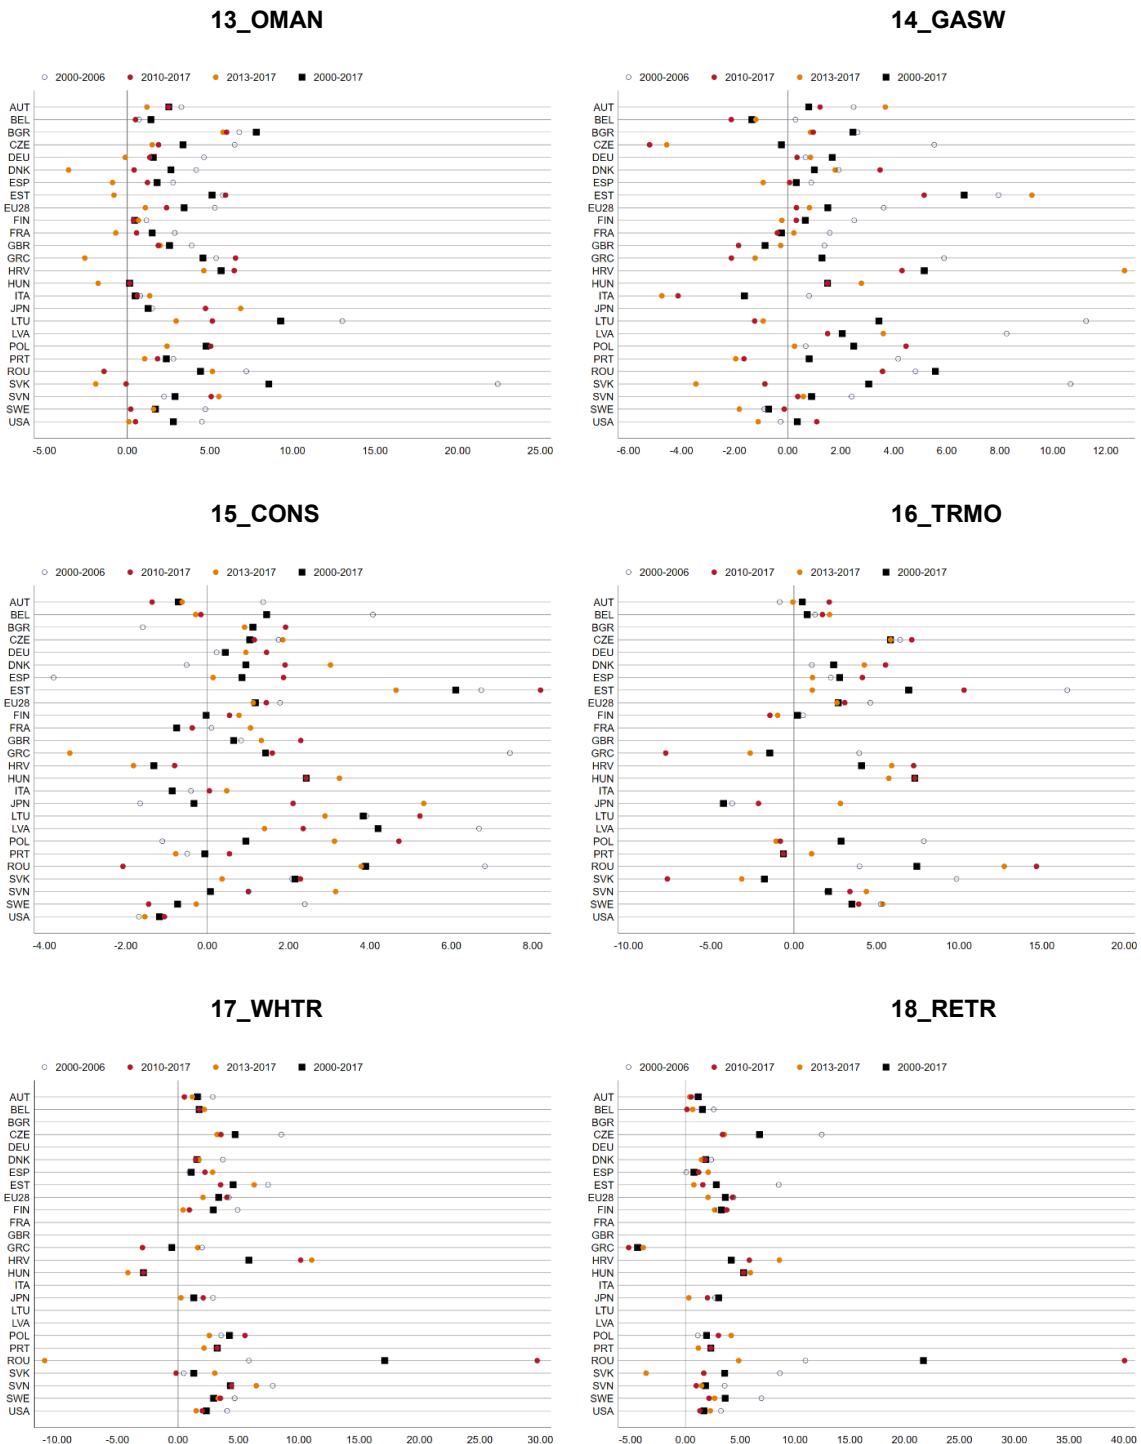 13_OMAN
2000-2006 2010-2017 2013-2017 2000-2017
AUT
BEL
BGR
CZE
DEU
DNK
ESP
EST
EU28
FIN
FRA
GBR
GRC
HRV
HUN
ITA
JPN
LTU
LVA
POL
PRT
ROU
SVK
SVN
SWE
USA
-5.00 0.00 5.00 10.00 15.00 20.00 25.00
14_GASW
2000-2006 2010-2017 2013-2017 2000-2017
AUT
BEL
BGR
CZE
DEU
DNK
ESP
EST
EU28
FIN
FRA
GBR
GRC
HRV
HUN
ITA
JPN
LTU
LVA
POL
PRT
ROU
SVK
SVN
SWE
USA
-6.00 -4.00 -2.00 0.00 2.00 4.00 6.00 8.00 10.00 12.00
15_CONS
2000-2006 2010-2017 2013-2017 2000-2017
AUT
BEL
BGR
CZE
DEU
DNK
ESP
EST
EU28
FIN
FRA
GBR
GRC
HRV
HUN
ITA
JPN
LTU
LVA
POL
PRT
ROU
SVK
SVN
SWE
USA
-4.00 -2.00 0.00 2.00 4.00 6.00 8.00
16_TRMO
2000-2006 2010-2017 2013-2017 2000-2017
AUT
BEL
BGR
CZE
DEU
DNK
ESP
EST
EU28
FIN
FRA
GBR
GRC
HRV
HUN
ITA
JPN
LTU
LVA
POL
PRT
ROU
SVK
SVN
SWE
USA
-10.00 -5.00 0.00 5.00 10.00 15.00 20.00
17_WHTR
2000-2006 2010-2017 2013-2017 2000-2017
AUT
BEL
BGR
CZE
DEU
DNK
ESP
EST
EU28
FIN
FRA
GBR
GRC
HRV
HUN
ITA
JPN
LTU
LVA
POL
PRT
ROU
SVK
SVN
SWE
USA
-10.00 -5.00 0.00 5.00 10.00 15.00 20.00 25.00 30.00
18_RETR
2000-2006 2010-2017 2013-2017 2000-2017
AUT
BEL
BGR
CZE
DEU
DNK
ESP
EST
EU28
FIN
FRA
GBR
GRC
HRV
HUN
ITA
JPN
LTU
LVA
POL
PRT
ROU
SVK
SVN
SWE
USA
-5.00 0.00 5.00 10.00 15.00 20.00 25.00 30.00 35.00 40.00